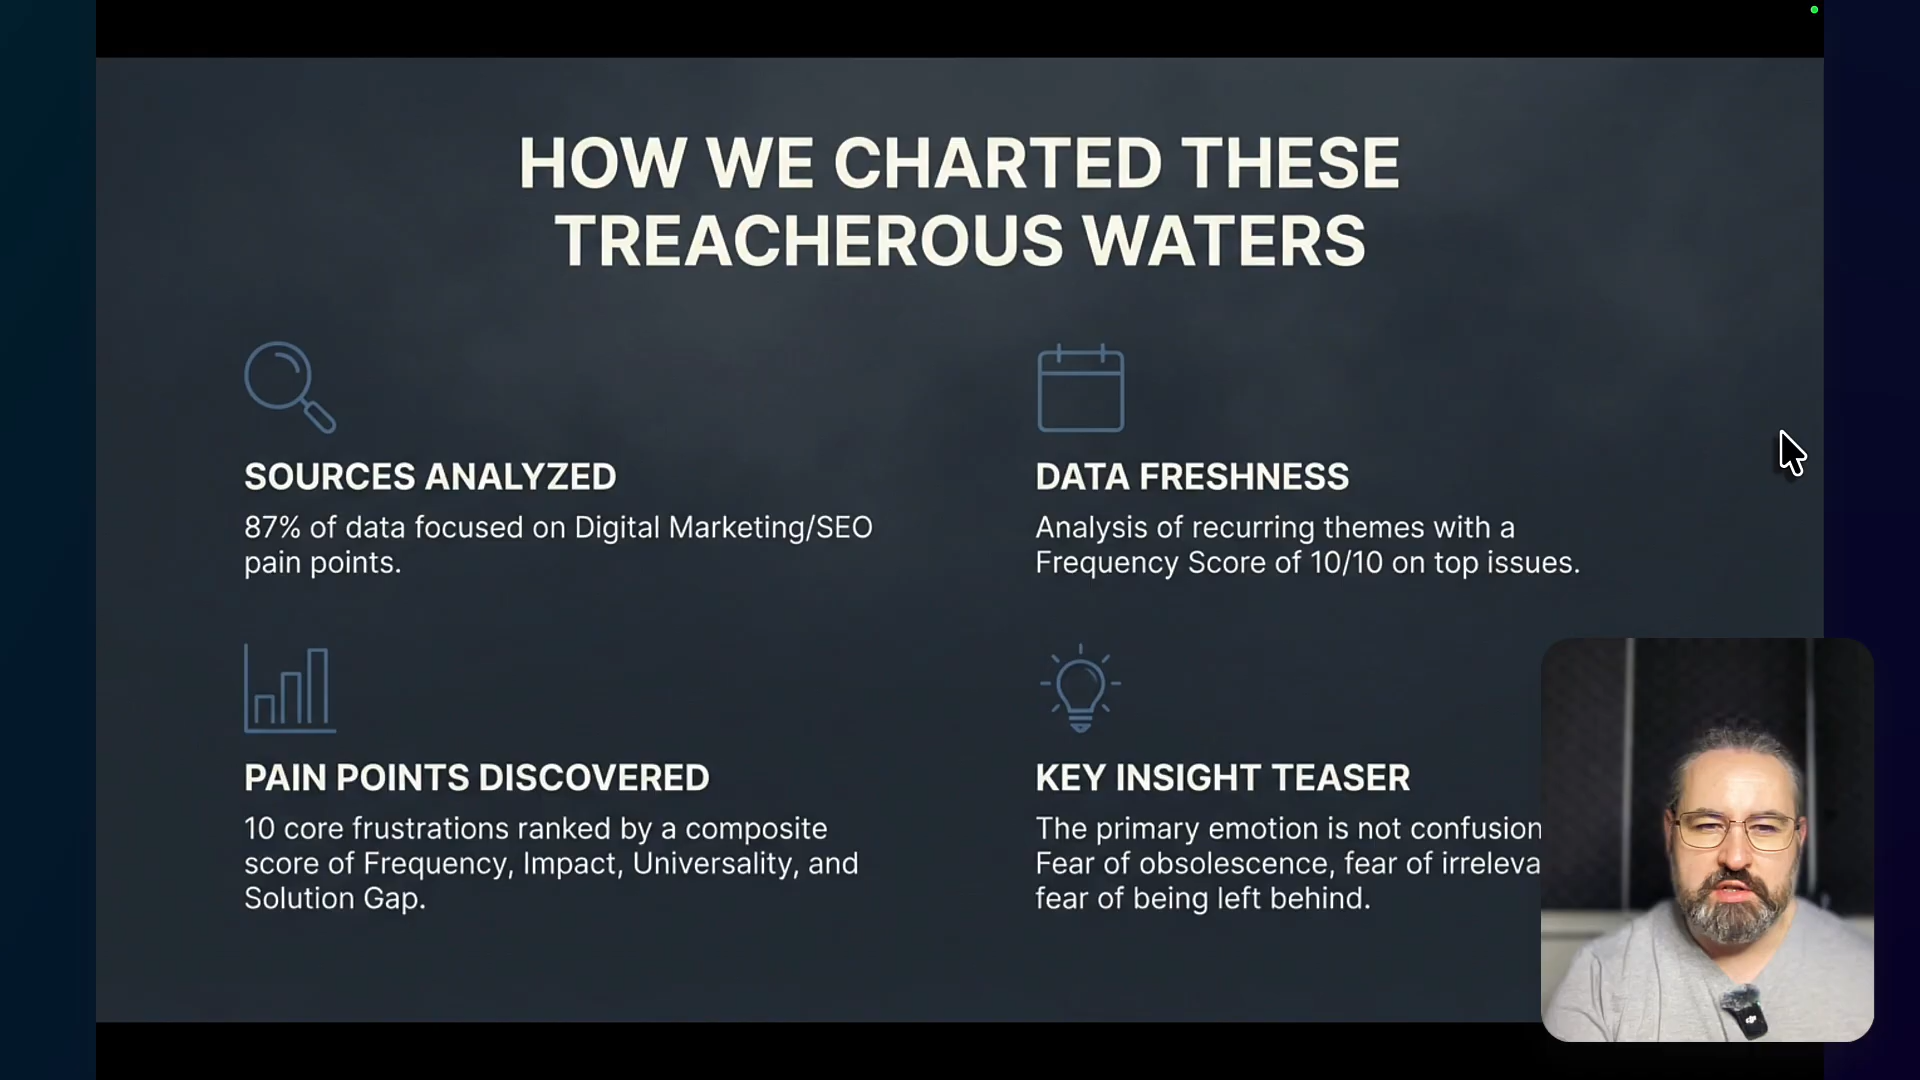 HOW WE CHARTED THESE
TREACHEROUS WATERS
SOURCES ANALYZED
87% of data focused on Digital Marketing/SEO
pain points.
DATA FRESHNESS
Analysis of recurring themes with a
Frequency Score of 10/10 on top issues.
PAIN POINTS DISCOVERED
10 core frustrations ranked by a composite
score of Frequency, Impact, Universality, and
Solution Gap.
KEY INSIGHT TEASER
The primary emotion is not confusion
Fear of obsolescence, fear of
fear of being left behind.